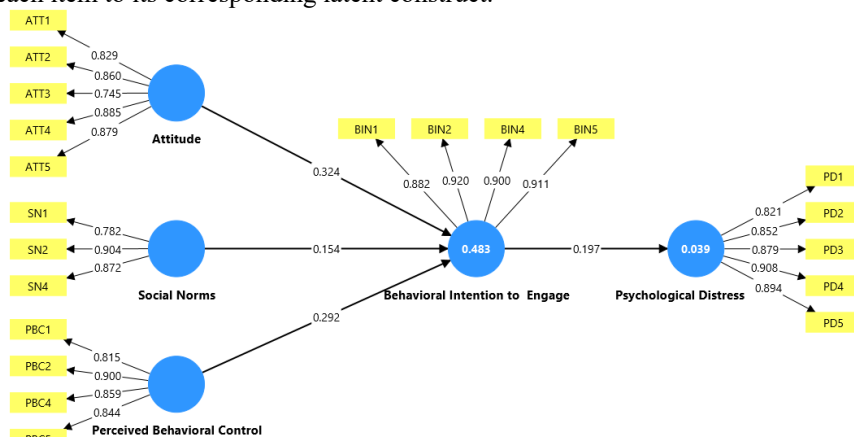 each item to its corresponding latent construct.
ATT1
ATT2
ATT3
ATT4
ATT5
0.829
0.860
0.745
0.885
0.879
Attitude
SN1
SN2
SN4
0.782
0.904
0.872
Social Norms
PBC1
PBC2
PBC4
PBC5
0.815
0.900
0.859
0.844
Perceived Behavioral Control
0.324
0.154
0.292
BIN1
BIN2
BIN4
BIN5
0.882
0.920
0.900
0.911
0.483
Behavioral Intention to Engage
0.197
0.039
Psychological Distress
0.821
0.852
0.879
0.908
0.894
PD1
PD2
PD3
PD4
PD5